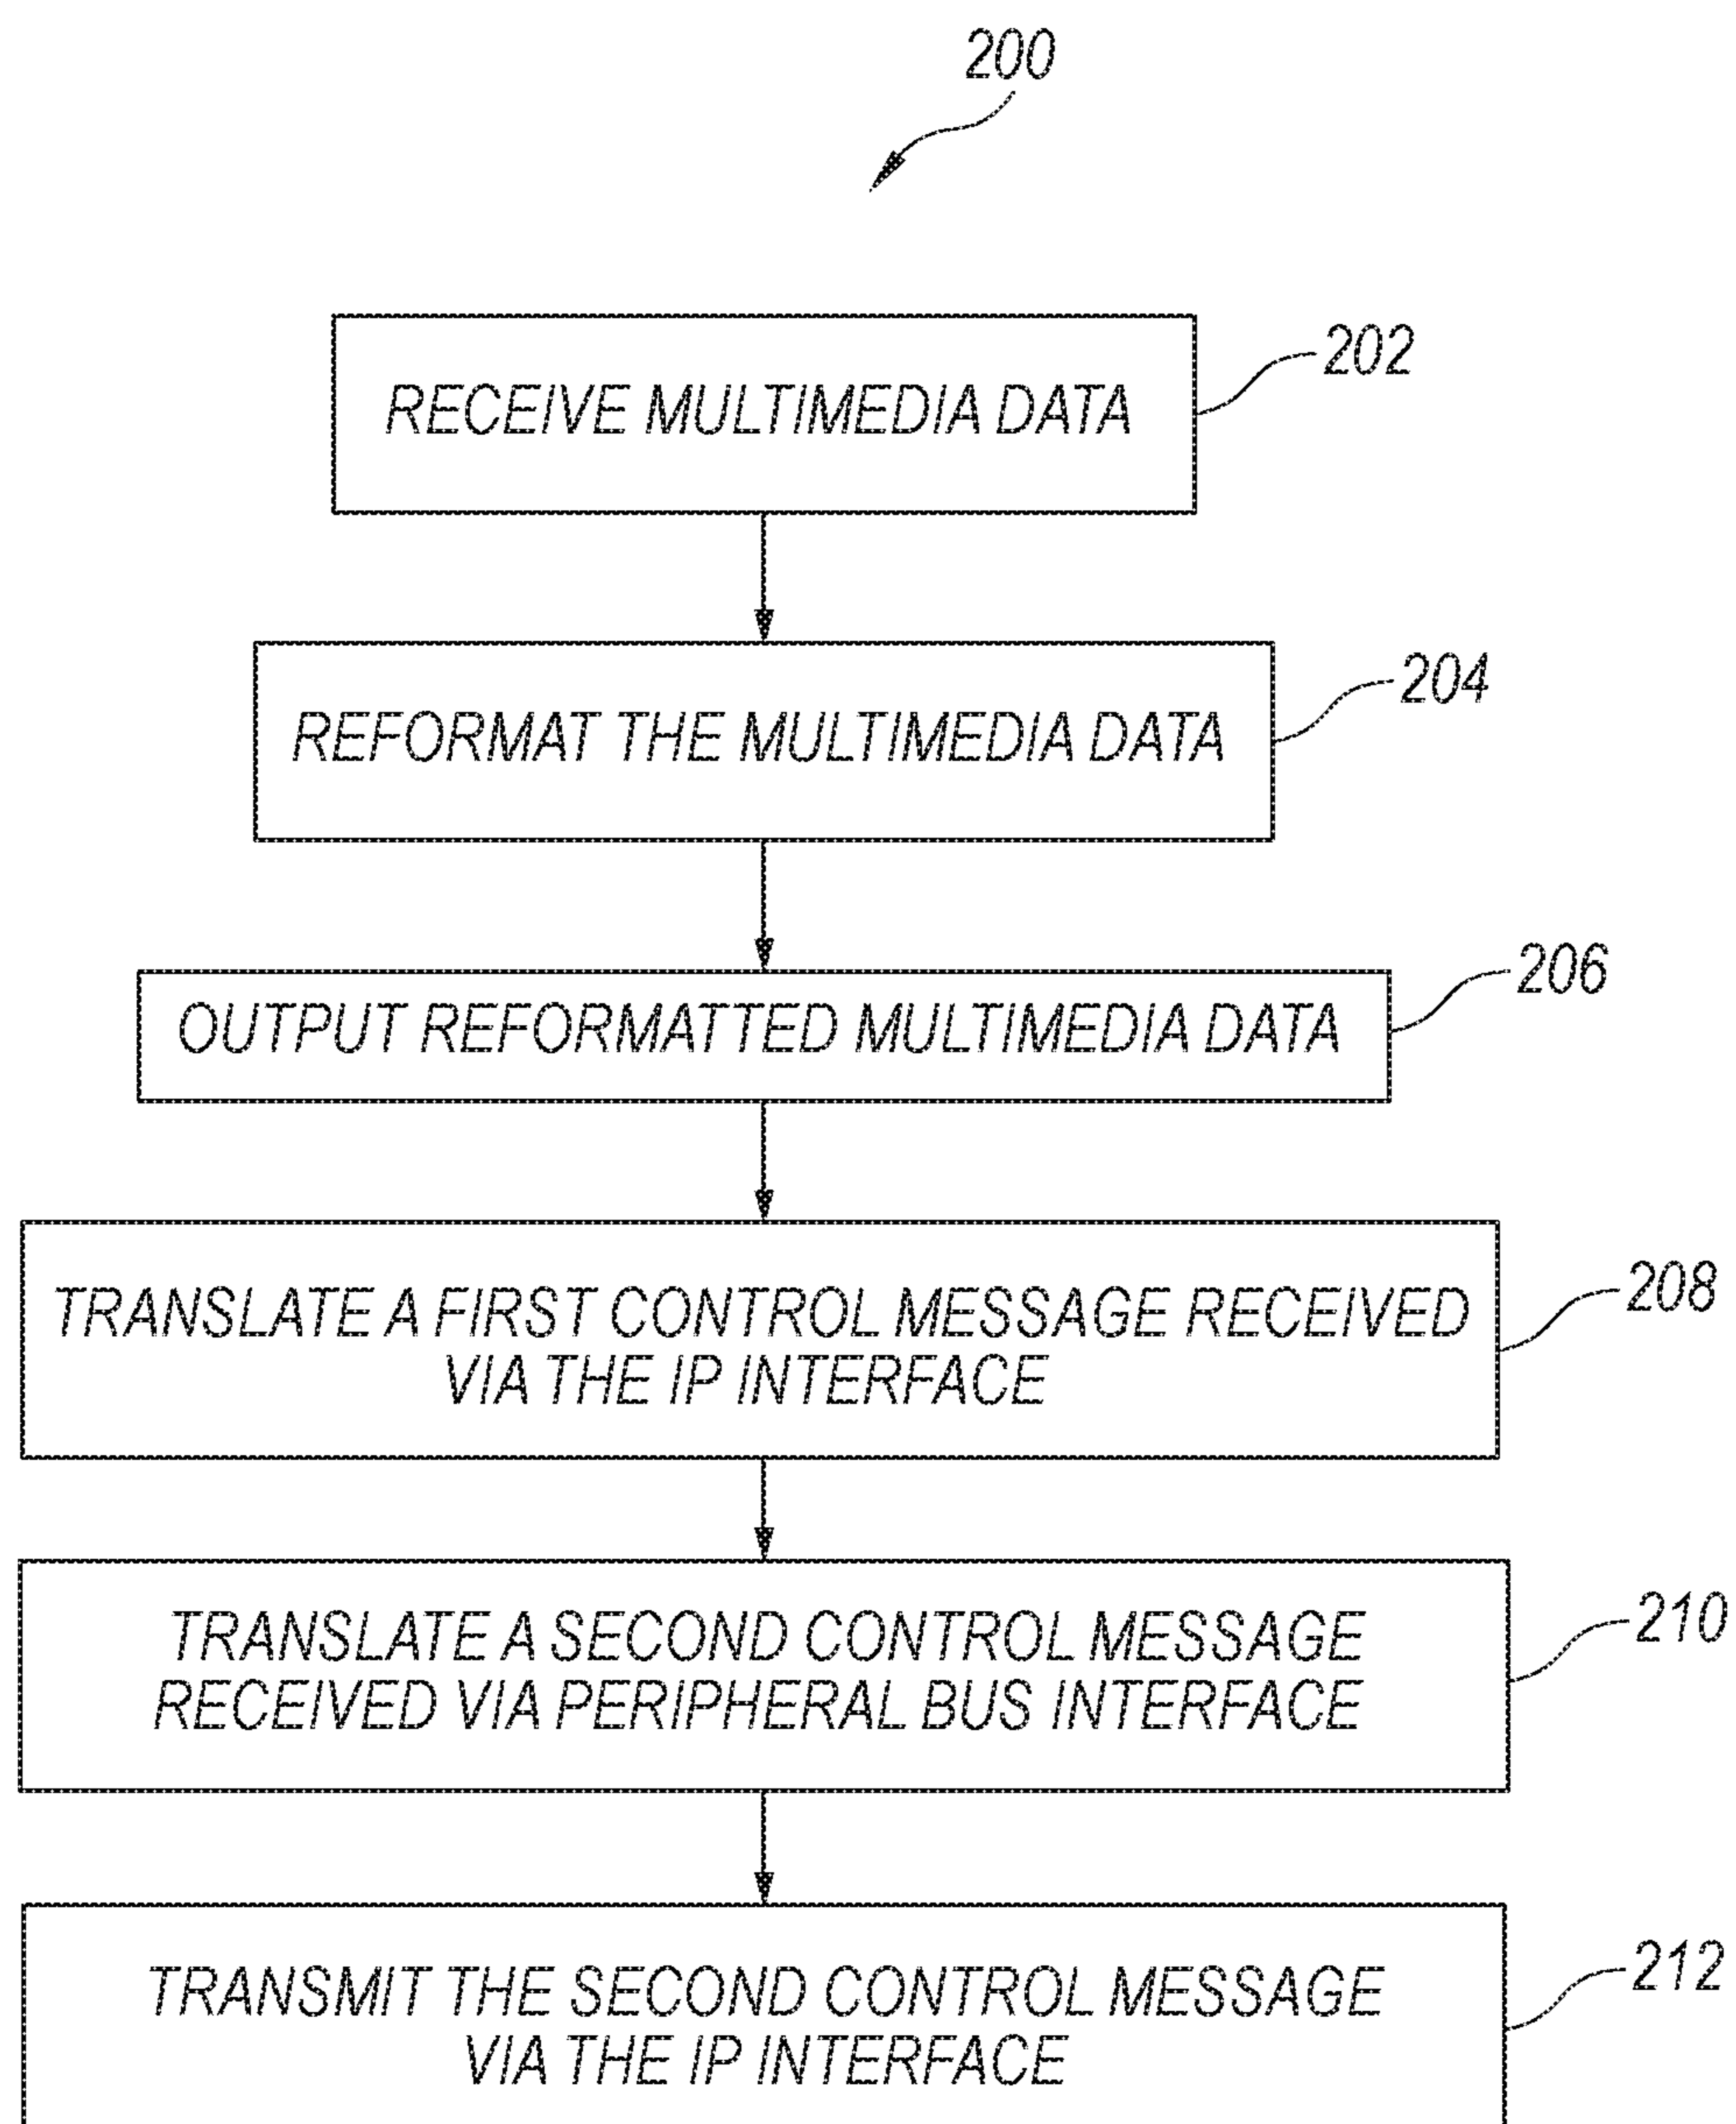 200
RECEIVE MULTIMEDIA DATA
202
REFORMAT THE MULTIMEDIA DATA
204
OUTPUT REFORMATTED MULTIMEDIA DATA
206
TRANSLATE A FIRST CONTROL MESSAGE RECEIVED
VIA THE IP INTERFACE
208
TRANSLATE A SECOND CONTROL MESSAGE
RECEIVED VIA PERIPHERAL BUS INTERFACE
210
TRANSMIT THE SECOND CONTROL MESSAGE
VIA THE IP INTERFACE
212